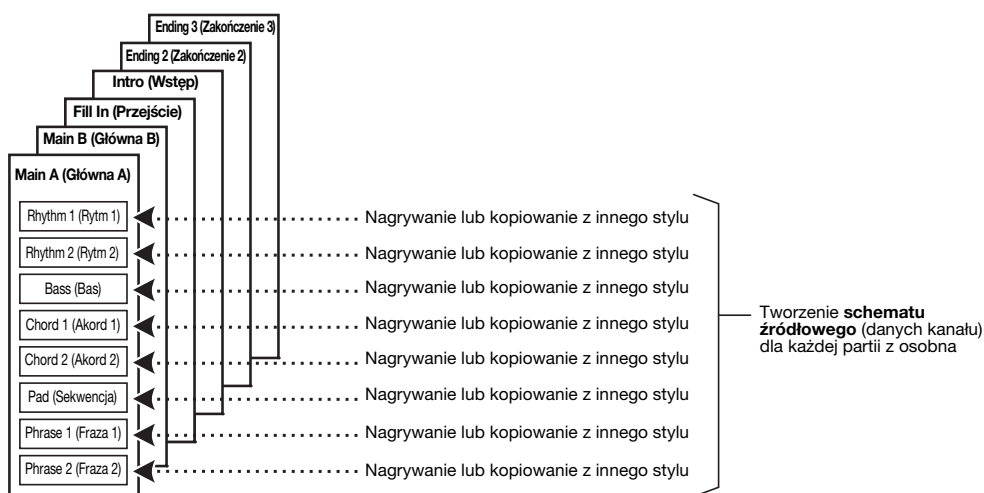 Ending 3 (Zakończenie 3)
Ending 2 (Zakończenie 2)
Intro (Wstęp)
Fill In (Przejście)
Main B (Główna B)
Main A (Główna A)
Rhythm 1 (Rytm 1)
Nagrywanie lub kopiowanie z innego stylu
Rhythm 2 (Rytm 2)
Nagrywanie lub kopiowanie z innego stylu
Bass (Bas)
Nagrywanie lub kopiowanie z innego stylu
Chord 1 (Akord 1)
Nagrywanie lub kopiowanie z innego stylu
Chord 2 (Akord 2)
Nagrywanie lub kopiowanie z innego stylu
Pad (Sekwencja)
Nagrywanie lub kopiowanie z innego stylu
Phrase 1 (Fraza 1)
Nagrywanie lub kopiowanie z innego stylu
Phrase 2 (Fraza 2)
Nagrywanie lub kopiowanie z innego stylu
Tworzenie schematu
źródłowego (danych kanału)
dla każdej partii z osobna